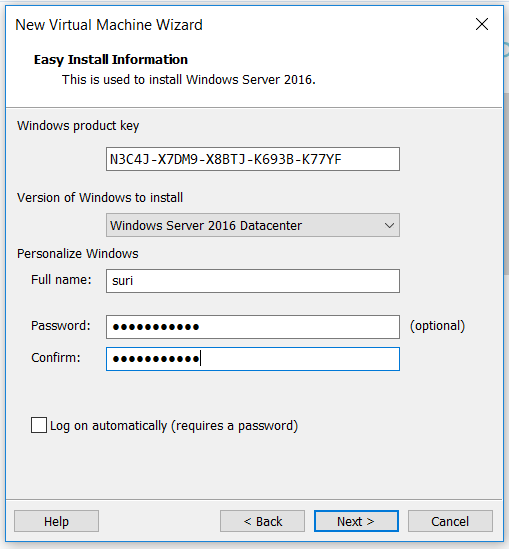 New Virtual Machine Wizard
Easy Install Information
This is used to install Windows Server 2016.
Windows product key
N3C4J-X7DM9-X8BTJ-K693B-K77YF
Version of Windows to install
Windows Server 2016 Datacenter
Personalize Windows
Full name: suri
Password: ●●●●●●●●●●● (optional)
Confirm: ●●●●●●●●●●●
Log on automatically (requires a password)
Help < Back Next > Cancel